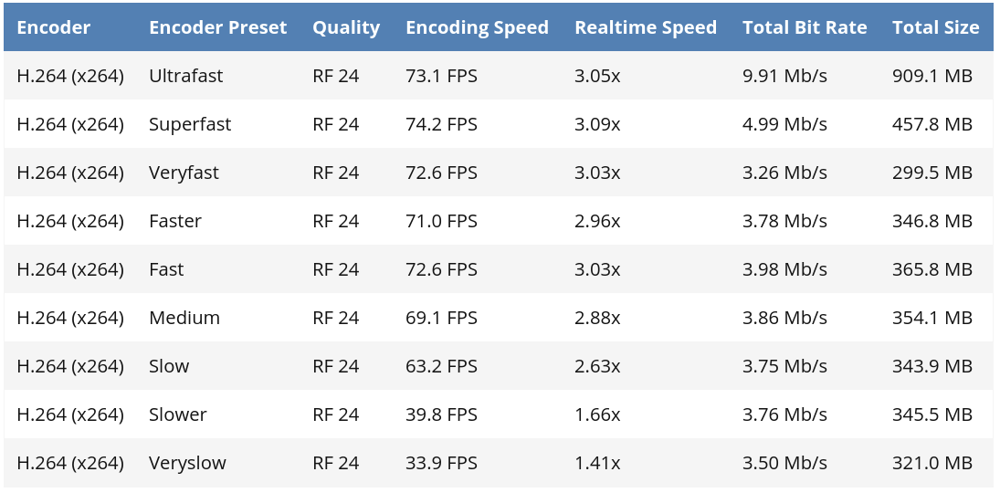 Encoder Encoder Preset Quality Encoding Speed Realtime Speed Total Bit Rate Total Size
H.264 (x264) Ultrafast RF 24 73.1 FPS 3.05x 9.91 Mb/s 909.1 MB
H.264 (x264) Superfast RF 24 74.2 FPS 3.09x 4.99 Mb/s 457.8 MB
H.264 (x264) Veryfast RF 24 72.6 FPS 3.03x 3.26 Mb/s 299.5 MB
H.264 (x264) Faster RF 24 71.0 FPS 2.96x 3.78 Mb/s 346.8 MB
H.264 (x264) Fast RF 24 72.6 FPS 3.03x 3.98 Mb/s 365.8 MB
H.264 (x264) Medium RF 24 69.1 FPS 2.88x 3.86 Mb/s 354.1 MB
H.264 (x264) Slow RF 24 63.2 FPS 2.63x 3.75 Mb/s 343.9 MB
H.264 (x264) Slower RF 24 39.8 FPS 1.66x 3.76 Mb/s 345.5 MB
H.264 (x264) Veryslow RF 24 33.9 FPS 1.41x 3.50 Mb/s 321.0 MB